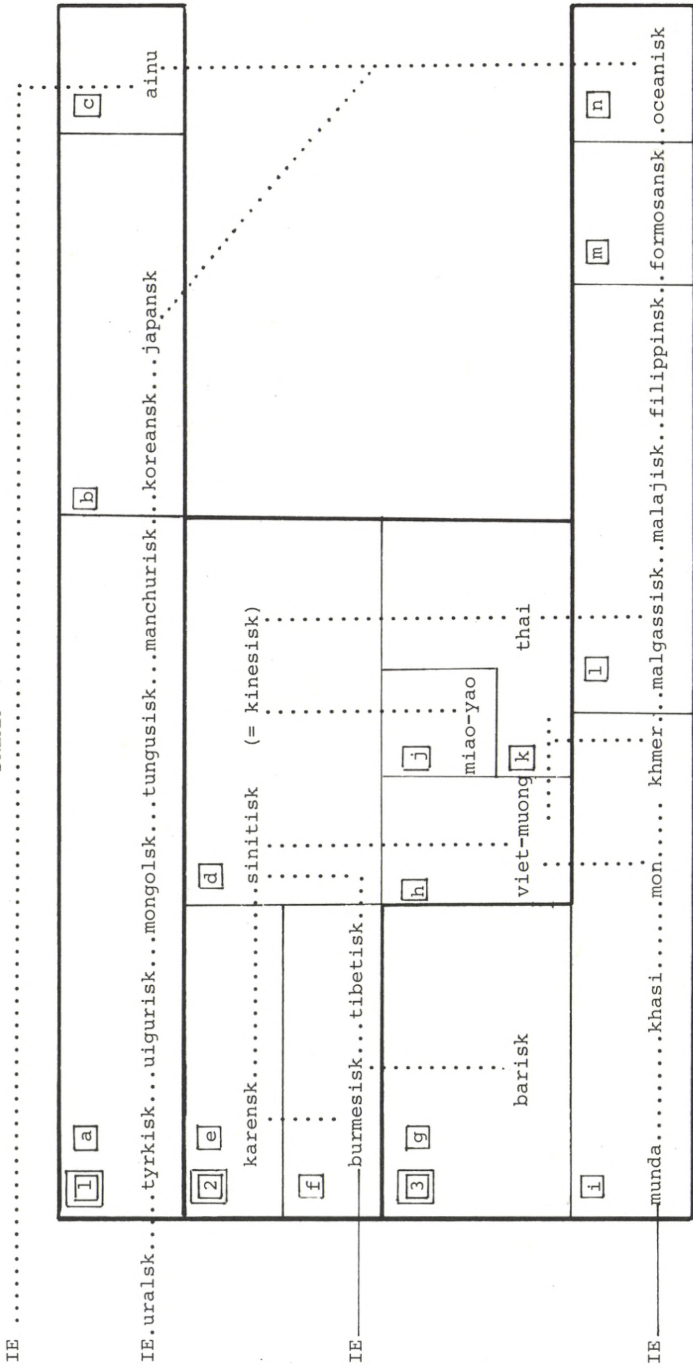 IE ............ 
c
ainu
1 a b
IE.uralsk.....tyrkisk...uigurisk...mongolsk...tungusisk...manchurisk....koreansk...japansk
2 e d
karensk............sinitisk (= kinesisk)
f
IE burmesisk...tibetisk.
3 g h j
miao-yao
barisk viet-muong k thai
i l m n
IE munda.........khasi.......mon..... khmer...malgassisk..malajisk..filippinsk..formosansk..oceanisk